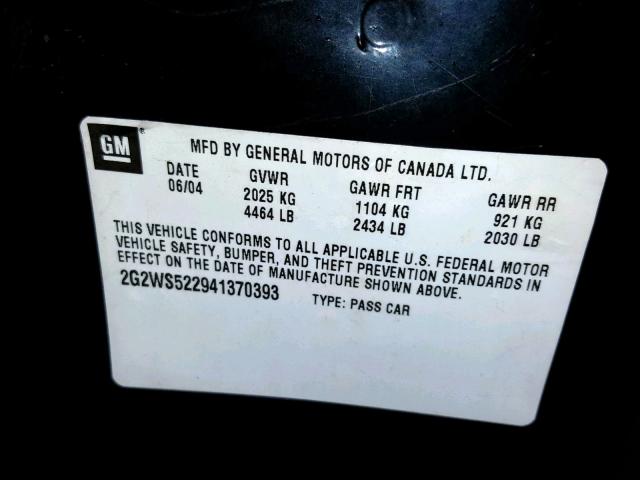 GM
MFD BY GENERAL MOTORS OF CANADA LTD.
DATE GVWR GAWR FRT GAWR RR
06/04 2025 KG 1104 KG 921 KG
4464 LB 2434 LB 2030 LB
THIS VEHICLE CONFORMS TO ALL APPLICABLE U.S. FEDERAL MOTOR
VEHICLE SAFETY, BUMPER, AND THEFT PREVENTION STANDARDS IN
EFFECT ON THE DATE OF MANUFACTURE SHOWN ABOVE.
2G2WS522941370393 TYPE: PASS CAR